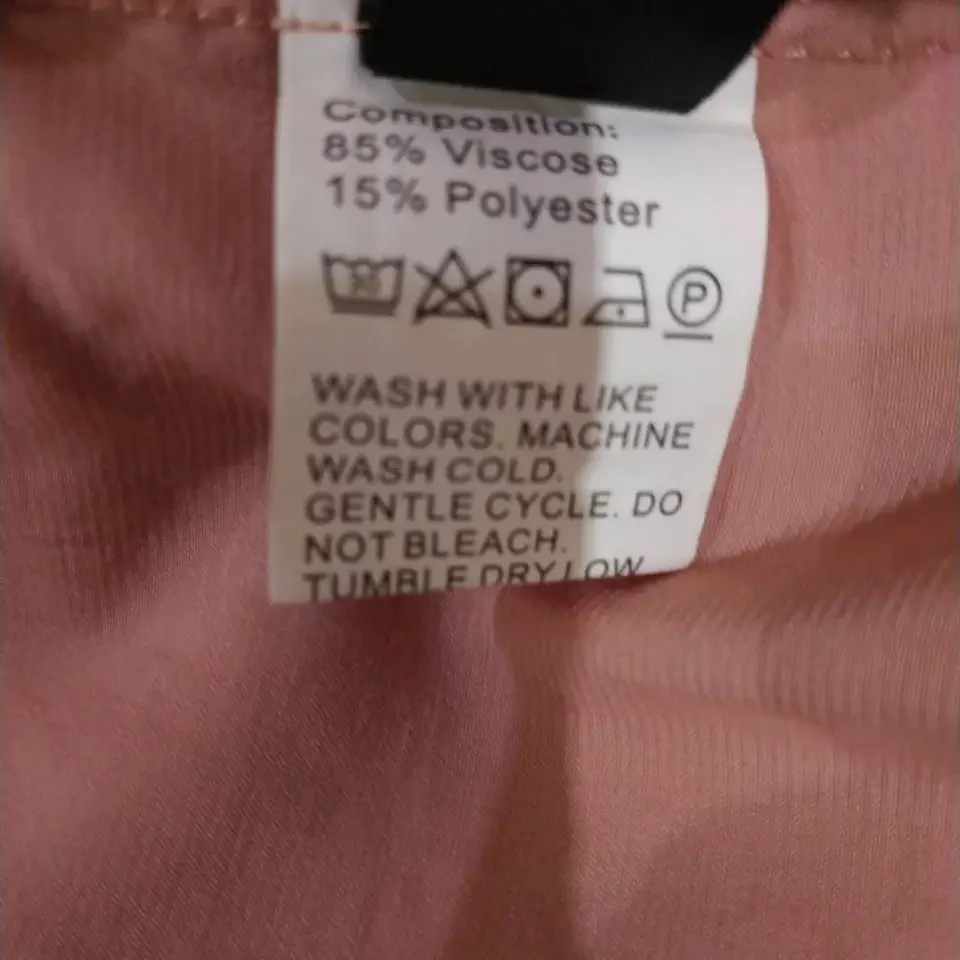 Composition:
85% Viscose
15% Polyester
30 P
WASH WITH LIKE
COLORS. MACHINE
WASH COLD.
GENTLE CYCLE. DO
NOT BLEACH.
TUMBLE DRY LOW